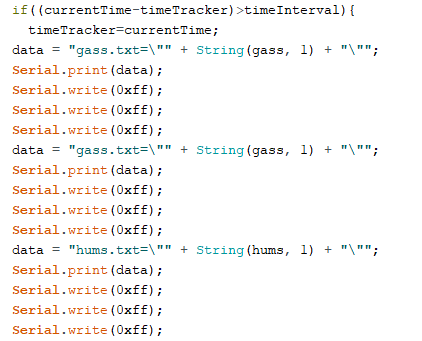 if((currentTime-timeTracker)>timeInterval){
timeTracker=currentTime;
data = "gass.txt=\"" + String(gass, 1) + "\"";
Serial.print(data);
Serial.write(0xff);
Serial.write(0xff);
Serial.write(0xff);
data = "gass.txt=\"" + String(gass, 1) + "\"";
Serial.print(data);
Serial.write(0xff);
Serial.write(0xff);
Serial.write(0xff);
data = "hums.txt=\"" + String(hums, 1) + "\"";
Serial.print(data);
Serial.write(0xff);
Serial.write(0xff);
Serial.write(0xff);